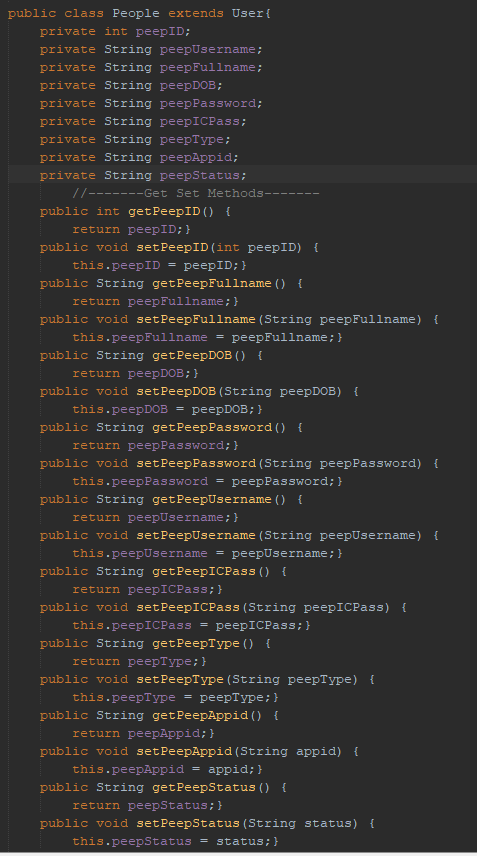 public class People extends User{
    private int peepID;
    private String peepUsername;
    private String peepFullname;
    private String peepDOB;
    private String peepPassword;
    private String peepICPass;
    private String peepType;
    private String peepAppid;
    private String peepStatus;
        //-------Get Set Methods-------
    public int getPeepID() {
        return peepID;}
    public void setPeepID(int peepID) {
        this.peepID = peepID;}
    public String getPeepFullname() {
        return peepFullname;}
    public void setPeepFullname(String peepFullname) {
        this.peepFullname = peepFullname;}
    public String getPeepDOB() {
        return peepDOB;}
    public void setPeepDOB(String peepDOB) {
        this.peepDOB = peepDOB;}
    public String getPeepPassword() {
        return peepPassword;}
    public void setPeepPassword(String peepPassword) {
        this.peepPassword = peepPassword;}
    public String getPeepUsername() {
        return peepUsername;}
    public void setPeepUsername(String peepUsername) {
        this.peepUsername = peepUsername;}
    public String getPeepICPass() {
        return peepICPass;}
    public void setPeepICPass(String peepICPass) {
        this.peepICPass = peepICPass;}
    public String getPeepType() {
        return peepType;}
    public void setPeepType(String peepType) {
        this.peepType = peepType;}
    public String getPeepAppid() {
        return peepAppid;}
    public void setPeepAppid(String appid) {
        this.peepAppid = appid;}
    public String getPeepStatus() {
        return peepStatus;}
    public void setPeepStatus(String status) {
        this.peepStatus = status;}